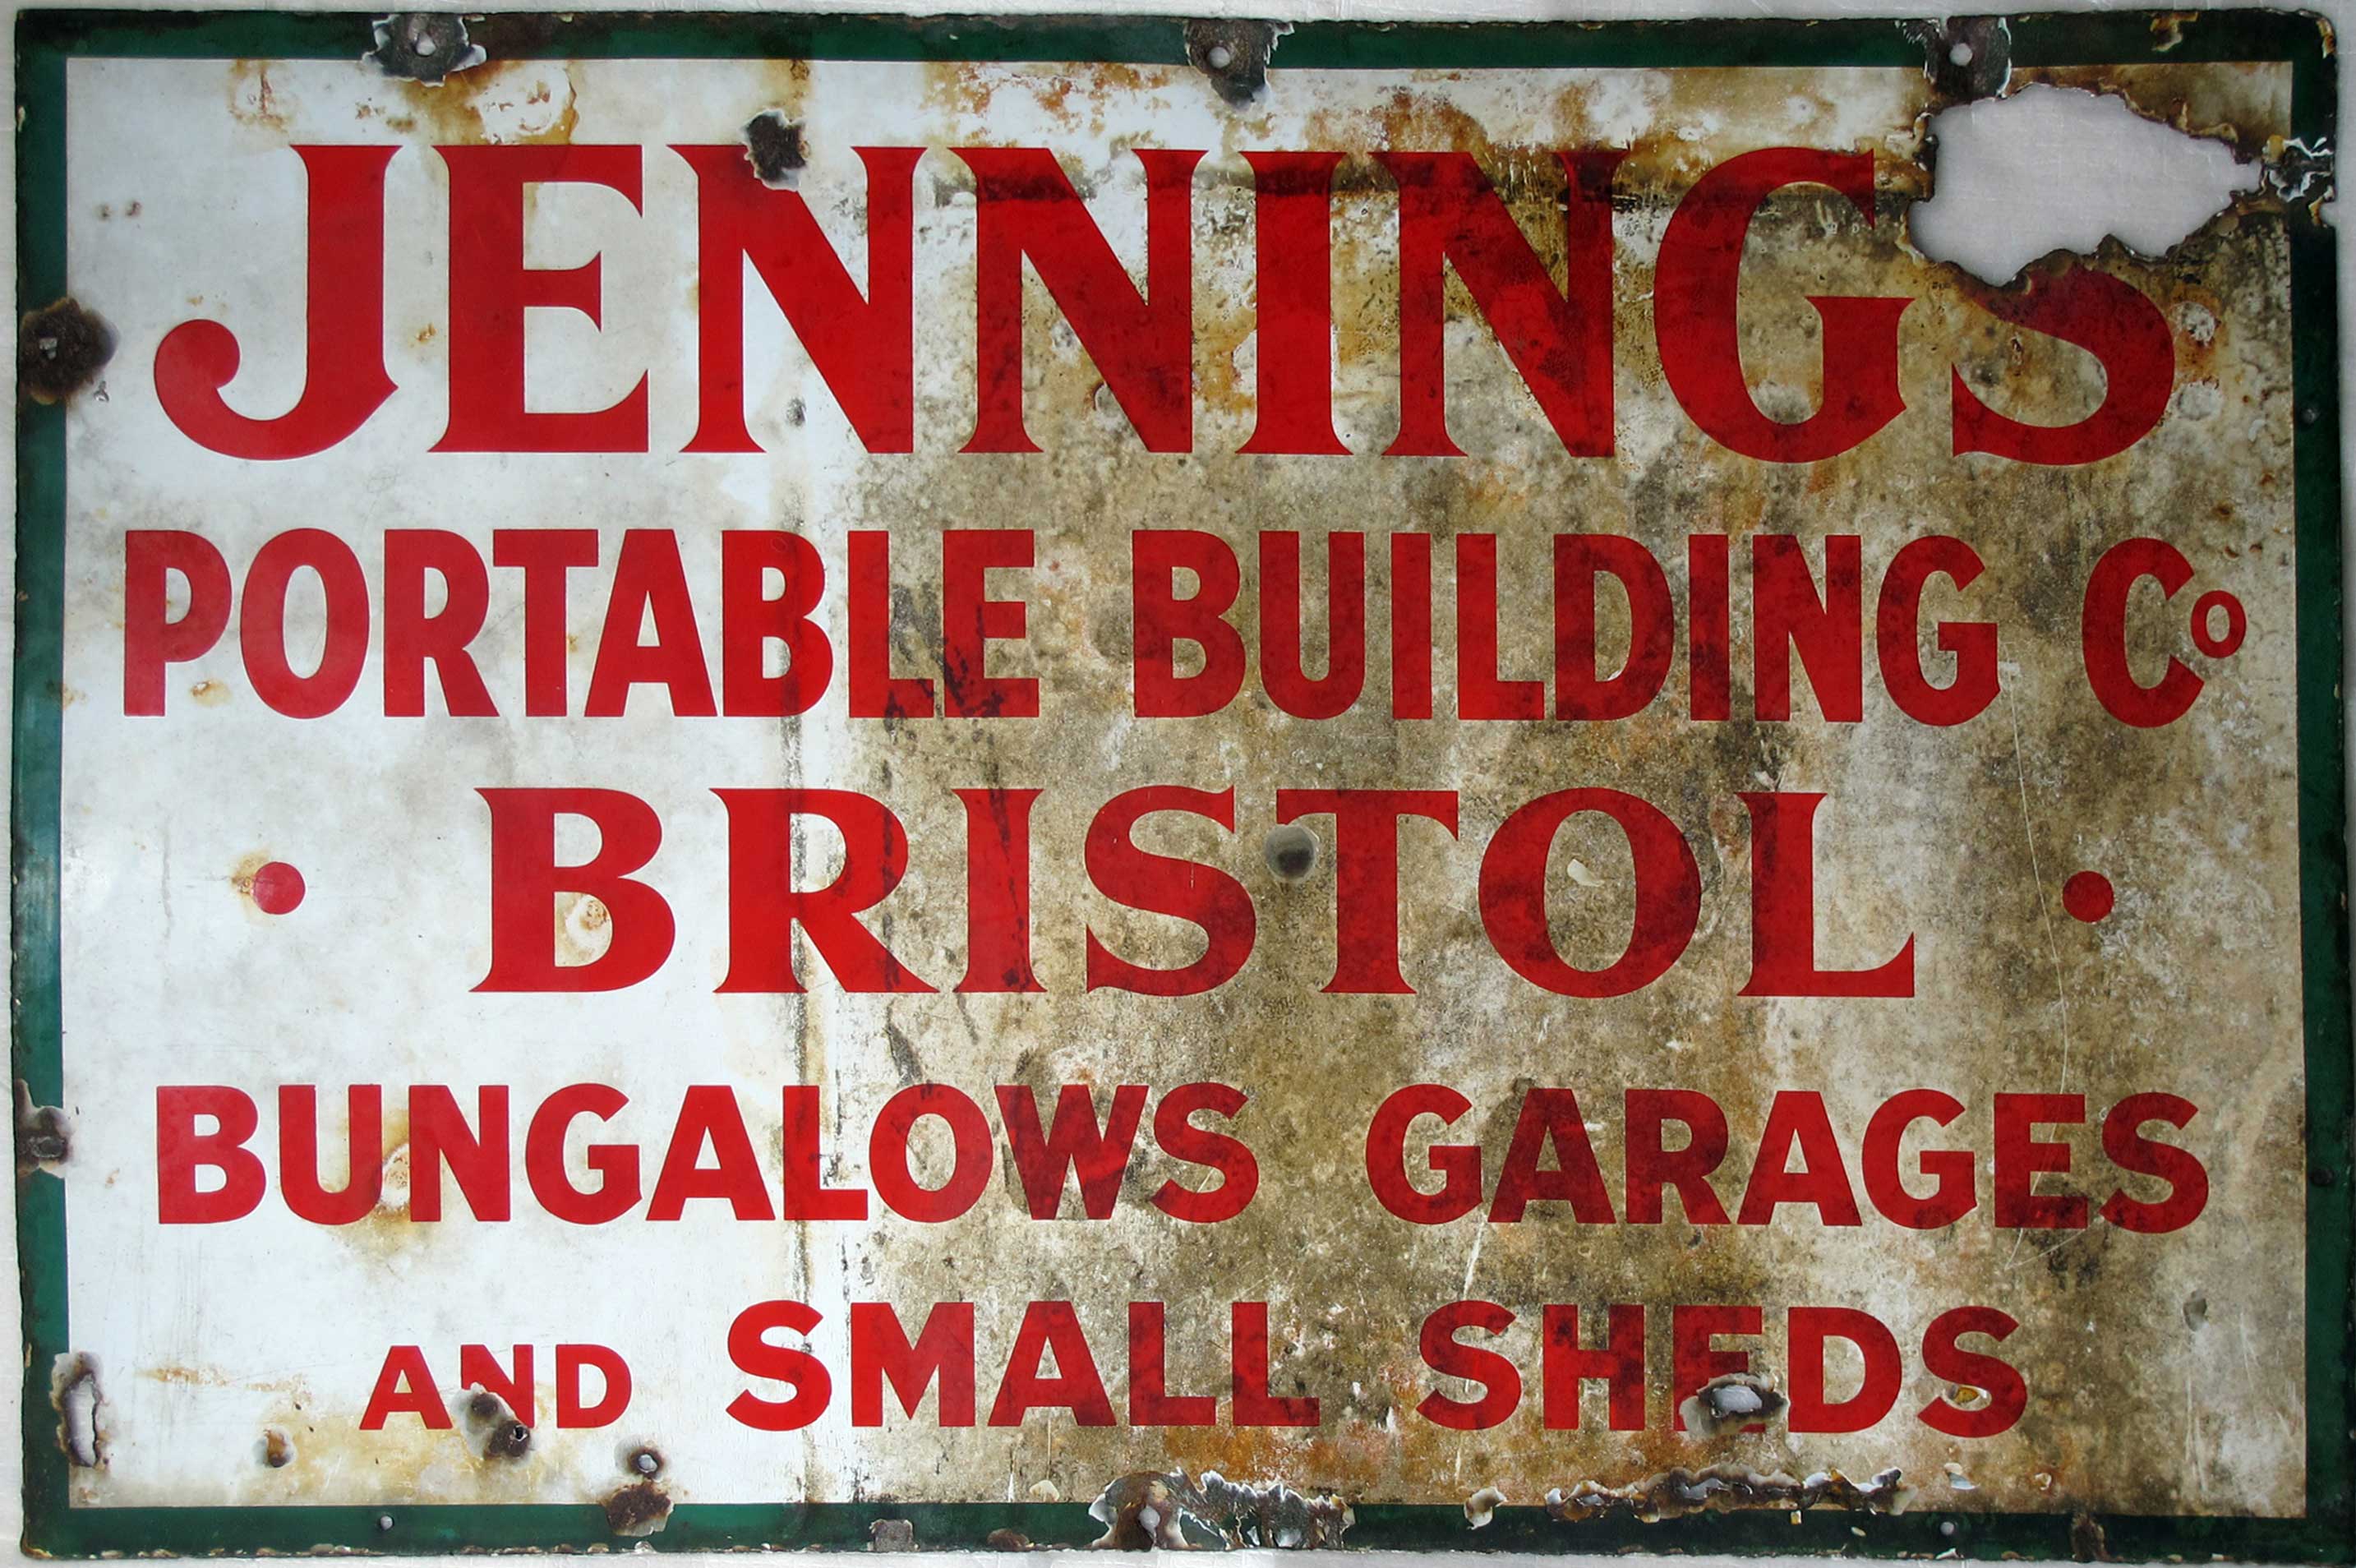 JENNINGS
PORTABLE BUILDING Co
• BRISTOL •
BUNGALOWS GARAGES
AND SMALL SHEDS